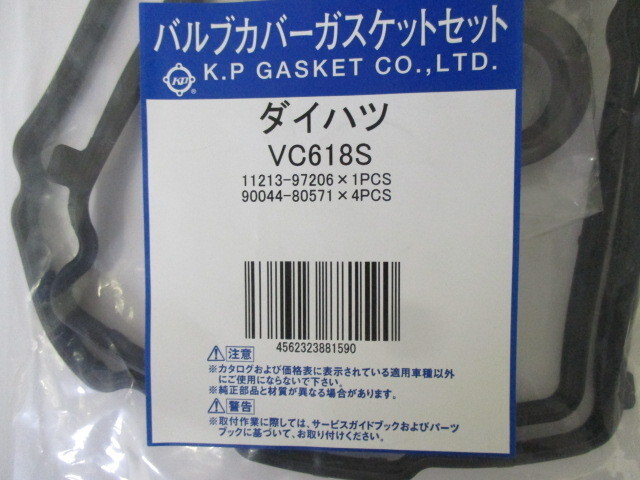 バルブカバーガスケットセット
KP
®
K.P GASKET CO.,LTD.
ダイハツ
VC618S
11213-97206×1PCS
90044-80571×4PCS
4562323881590
注意
※カタログおよび価格表に表示されている適用車種以外
にご使用にならないで下さい。
※純正部品と材質が異なる場合があります。
警告
※取付作業に際しては、サービスガイドブックおよびパーツ
ブックに基づいて、お取り付けください。